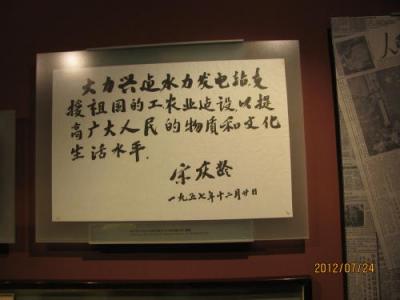 大力兴建水力发电站,支
援祖国的工农业建设,以提
高广大人民的物质和文化
生活水平.
宋庆龄
一九五七年十二月廿日
人
2012/07/24